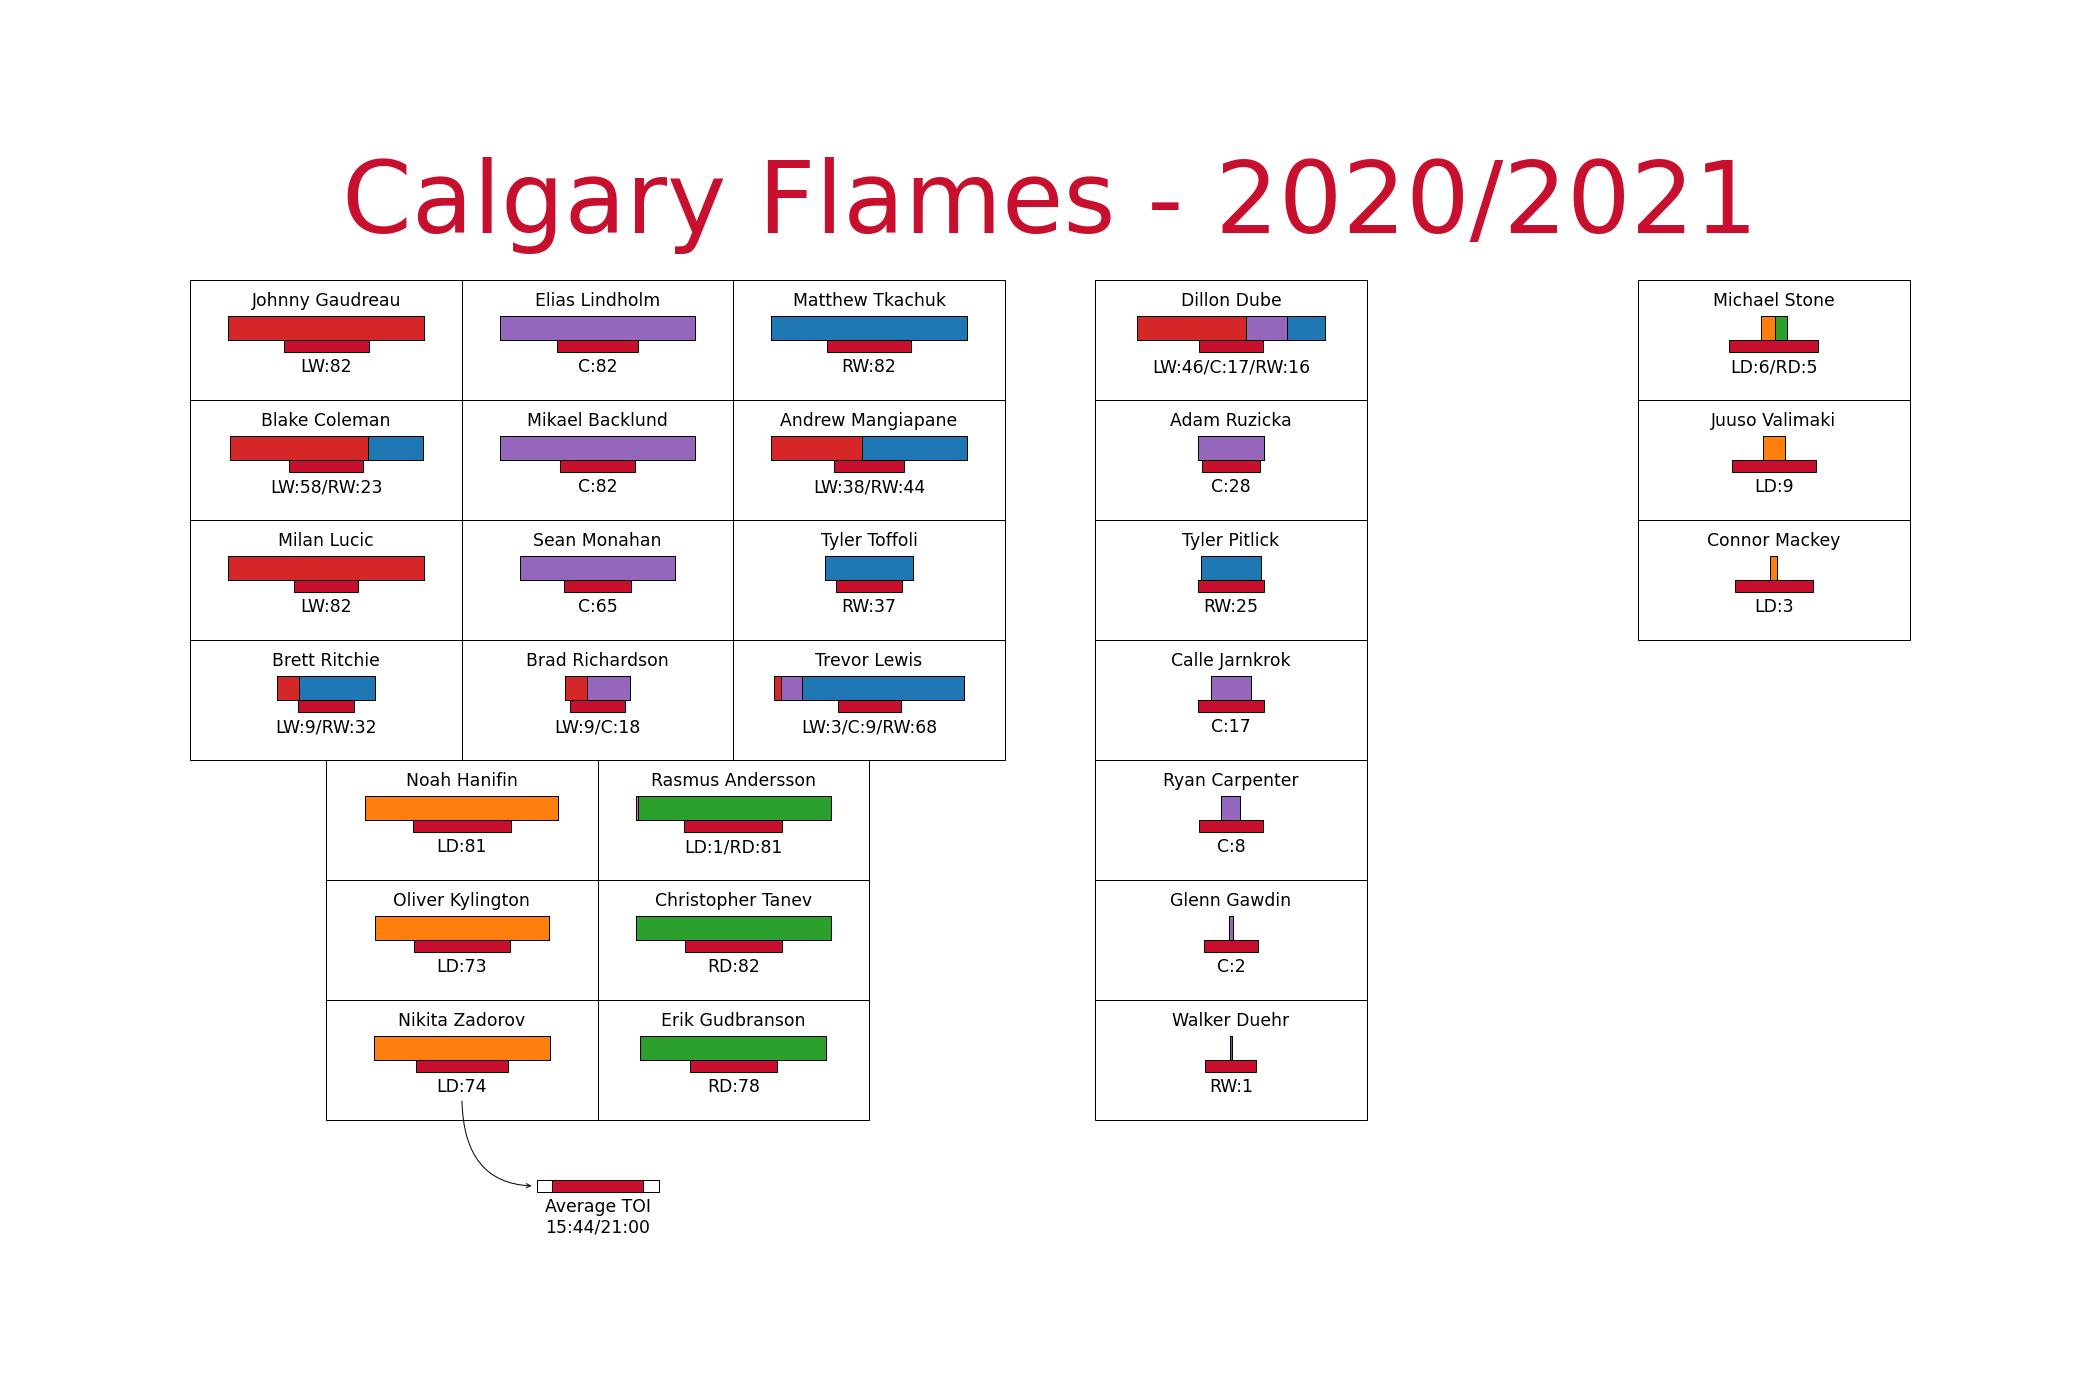 Calgary Flames - 2020/2021
Johnny Gaudreau
LW:82
Elias Lindholm
C:82
Matthew Tkachuk
RW:82
Blake Coleman
LW:58/RW:23
Mikael Backlund
C:82
Andrew Mangiapane
LW:38/RW:44
Milan Lucic
LW:82
Sean Monahan
C:65
Tyler Toffoli
RW:37
Brett Ritchie
LW:9/RW:32
Brad Richardson
LW:9/C:18
Trevor Lewis
LW:3/C:9/RW:68
Noah Hanifin
LD:81
Rasmus Andersson
LD:1/RD:81
Oliver Kylington
LD:73
Christopher Tanev
RD:82
Nikita Zadorov
LD:74
Erik Gudbranson
RD:78
Average TOI
15:44/21:00
Dillon Dube
LW:46/C:17/RW:16
Adam Ruzicka
C:28
Tyler Pitlick
RW:25
Calle Jarnkrok
C:17
Ryan Carpenter
C:8
Glenn Gawdin
C:2
Walker Duehr
RW:1
Michael Stone
LD:6/RD:5
Juuso Valimaki
LD:9
Connor Mackey
LD:3